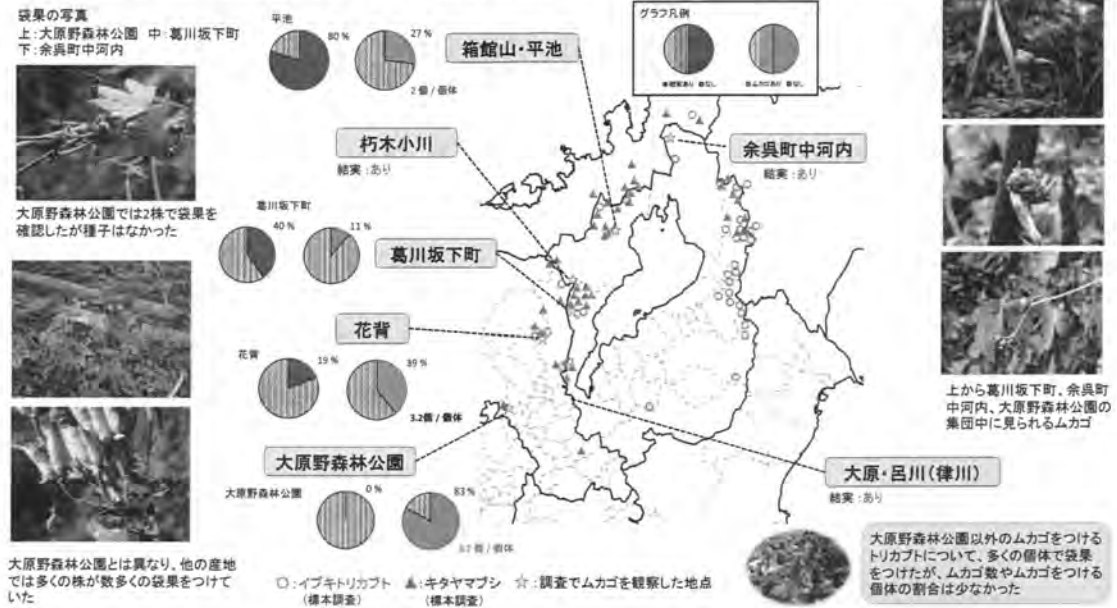 袋果の写真
上：大原野森林公園 中：葛川坂下町
下：余呉町中河内
大原野森林公園では2株で袋果を
確認したが種子はなかった
大原野森林公園とは異なり、他の産地
では多くの株が数多くの袋果をつけて
いた
平池
80 %
27 %
2 個 / 個体
箱館山・平池
グラフ凡例
朽木小川
結実：あり
余呉町中河内
結実：あり
葛川坂下町
40 %
11 %
葛川坂下町
花背
花背
19 %
39 %
3.2個 / 個体
大原野森林公園
大原野森林公園
0 %
83 %
大原・呂川（律川）
結実：あり
上から葛川坂下町、余呉町
中河内、大原野森林公園の
集団中に見られるムカゴ
○：イブキトリカブト
（標本調査）
▲：キタヤマブシ
（標本調査）
☆：調査でムカゴを観察した地点
大原野森林公園以外のムカゴをつける
トリカブトについて、多くの個体で袋果
をつけたが、ムカゴ数やムカゴをつける
個体の割合は少なかった